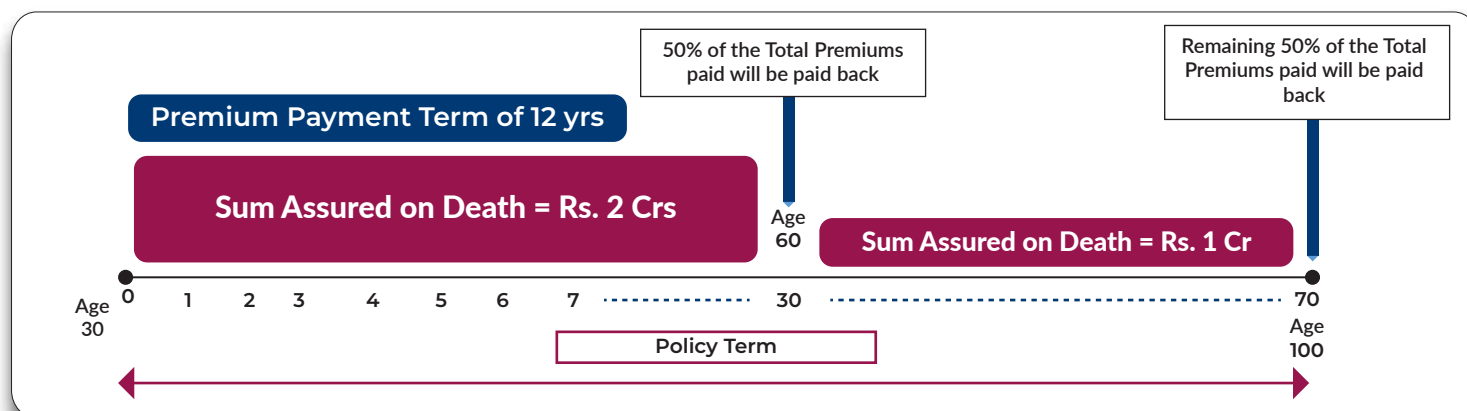 50% of the Total Premiums
paid will be paid back
Remaining 50% of the Total
Premiums paid will be paid
back
Premium Payment Term of 12 yrs
Sum Assured on Death = Rs. 2 Crs
Age
60
Sum Assured on Death = Rs. 1 Cr
Age
30
0 1 2 3 4 5 6 7 30 70
Age
100
Policy Term